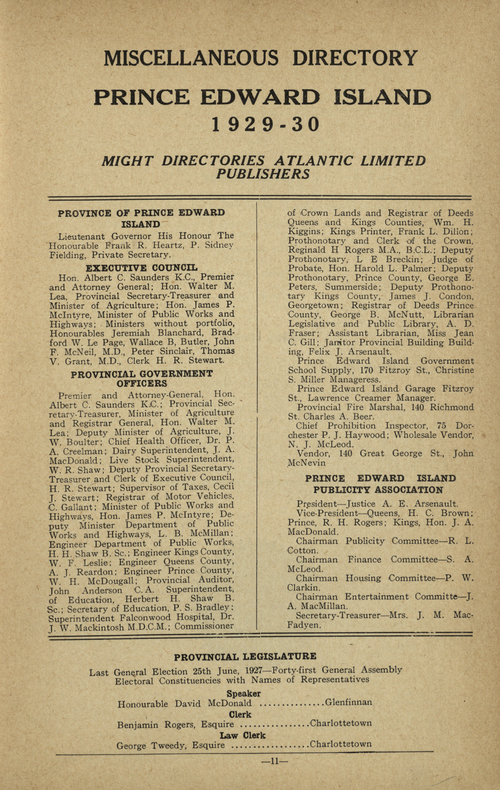 MISCELLANEOUS DIRECTORY
PRINCE EDWARD ISLAND
1929-30
MIGHT DIRECTORIES ATLANTIC LIMITED
PUBLISHERS
PROVINCE OF PRINCE EDWARD
ISLAND
Lieutenant Governor His Honour The
Honourable Frank R. Heartz, P. Sidney
Fielding, Private Secretary.
EXECUTIVE COUNCIL
Hon. Albert C. Saunders K.C., Premier
and Attorney General; Hon. Walter M.
Lea, Provincial Secretary-Treasurer and
Minister of Agriculture; Hon. James P.
McIntyre, Minister of Public Works and
Highways; Ministers without portfolio,
Honourables Jeremiah Blanchard, Brad-
ford W. Le Page, Wallace B, Butler, John
F. McNeil, M.D., Peter Sinclair, Thomas
V. Grant, M.D., Clerk H. R. Stewart.
PROVINCIAL GOVERNMENT
OFFICERS
Premier and Attorney-General, Hon.
Albert C. Saunders K.C.; Provincial Sec-
retary-Treasurer, Minister of Agriculture
and Registrar General, Hon. Walter M.
Lea; Deputy Minister of Agriculture, J.
W. Boulter; Chief Health Officer, Dr. P.
A. Creelman; Dairy Superintendent, J. A.
MacDonald; Live Stock Superintendent,
W. R. Shaw; Deputy Provincial Secretary-
Treasurer and Clerk of Executive Council,
H. R. Stewart; Supervisor of Taxes, Cecil
J. Stewart; Registrar of Motor Vehicles,
C. Gallant; Minister of Public Works and
Highways, Hon. James P. McIntyre; De-
puty Minister Department of Public
Works and Highways, L. B. McMillan;
Engineer Department of Public Works,
H. H. Shaw B. Sc.; Engineer Kings County,
W. F. Leslie; Engineer Queens County,
A. J. Reardon; Engineer Prince County,
W. H. McDougall; Provincial Auditor,
John Anderson C.A. Superintendent,
of Education, Herbert H. Shaw B.
Sc.; Secretary of Education, P. S. Bradley;
Superintendent Falconwood Hospital, Dr.
J. W. Mackintosh M.D.C.M.; Commissioner
of Crown Lands and Registrar of Deeds
Queens and Kings Counties, Wm. H.
Kiggins; Kings Printer, Frank L. Dillon;
Prothonotary and Clerk of the Crown,
Reginald H Rogers M.A., B.C.L.; Deputy
Prothonotary, L E Breckin; Judge of
Probate, Hon. Harold L. Palmer; Deputy
Prothonotary, Prince County, George E.
Peters, Summerside; Deputy Prothono-
tary Kings County, James J. Condon,
Georgetown; Registrar of Deeds Prince
County, George B. McNutt, Librarian
Legislative and Public Library, A. D.
Fraser; Assistant Librarian, Miss Jean
C. Gill; Janitor Provincial Building Build-
ing, Felix J. Arsenault.
Prince Edward Island Government
School Supply, 170 Fitzroy St., Christine
S. Miller Manageress.
Prince Edward Island Garage Fitzroy
St., Lawrence Creamer Manager.
Provincial Fire Marshal, 140 Richmond
St. Charles A. Beer.
Chief Prohibition Inspector, 75 Dor-
chester P. J. Haywood; Wholesale Vendor,
N. J. McLeod.
Vendor, 140 Great George St., John
McNevin
PRINCE EDWARD ISLAND
PUBLICITY ASSOCIATION
President—Justice A. E. Arsenault.
Vice-President—Queens, H. C. Brown;
Prince, R. H. Rogers; Kings, Hon. J. A.
MacDonald.
Chairman Publicity Committee—R. L.
Cotton.
Chairman Finance Committee—S. A.
McLeod.
Chairman Housing Committee—P. W.
Clarkin.
Chairman Entertainment Committe—J.
A. MacMillan.
Secretary-Treasurer—Mrs. J. M. Mac-
Fadyen.
PROVINCIAL LEGISLATURE
Last General Election 25th June, 1927—Forty-first General Assembly
Electoral Constituencies with Names of Representatives
Speaker
Honourable David McDonald ..............Glenfinnan
Clerk
Benjamin Rogers, Esquire ...............Charlottetown
Law Clerk
George Tweedy, Esquire .................Charlottetown
—11—